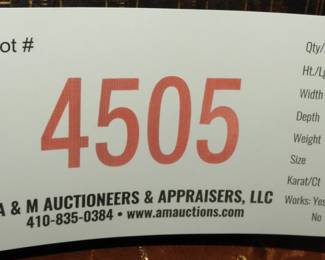 ot #
4505
A & M AUCTIONEERS & APPRAISERS, LLC
410-835-0384 • www.amauctions.com
Qty/
Ht./Lg
Width
Depth
Weight
Size
Karat/Ct
Works: Yes
No